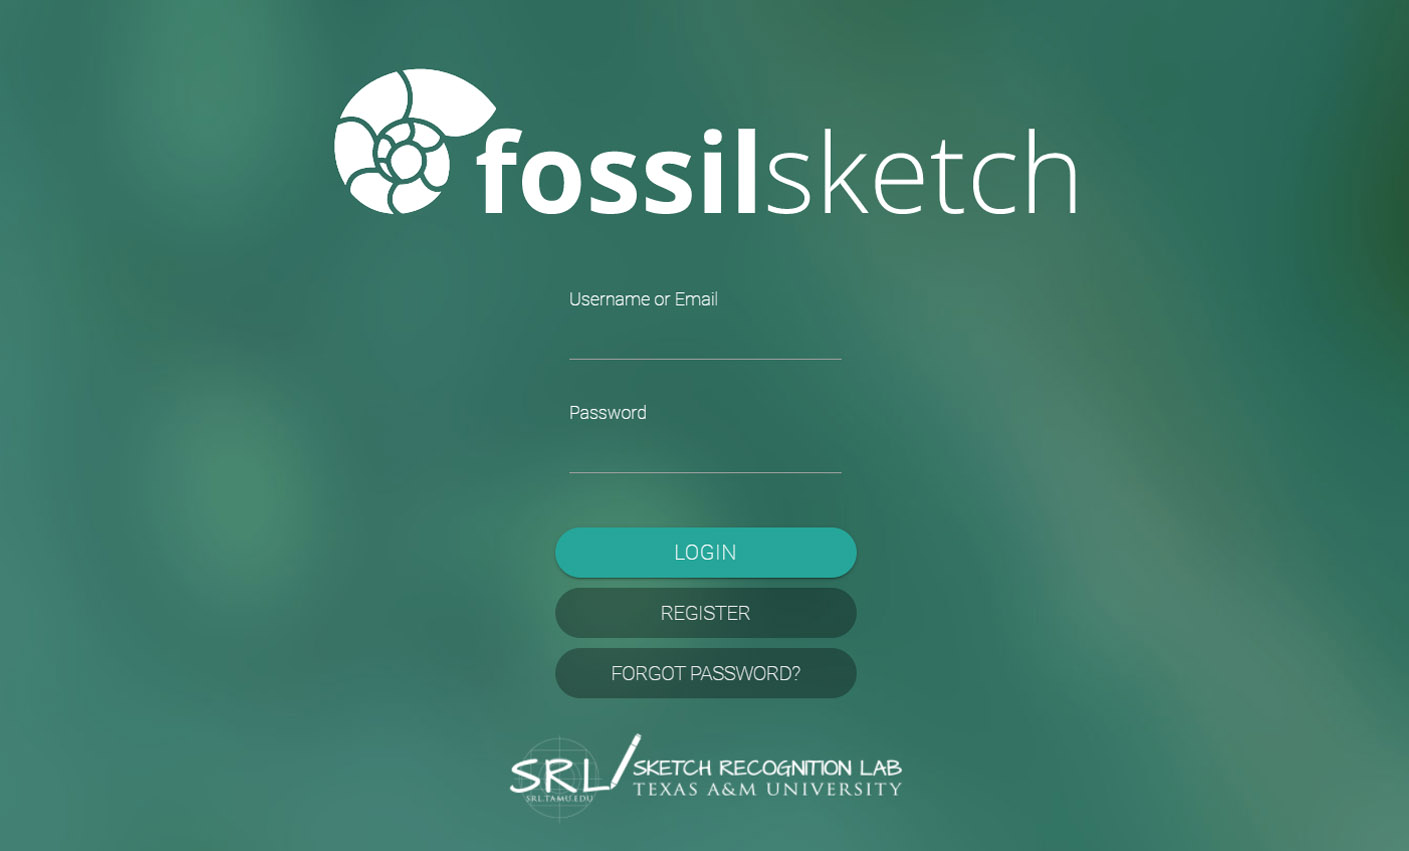 fossilsketch
Username or Email
Password
LOGIN
REGISTER
FORGOT PASSWORD?
SRL
SRL.TAMU.EDU
SKETCH RECOGNITION LAB
TEXAS A&M UNIVERSITY